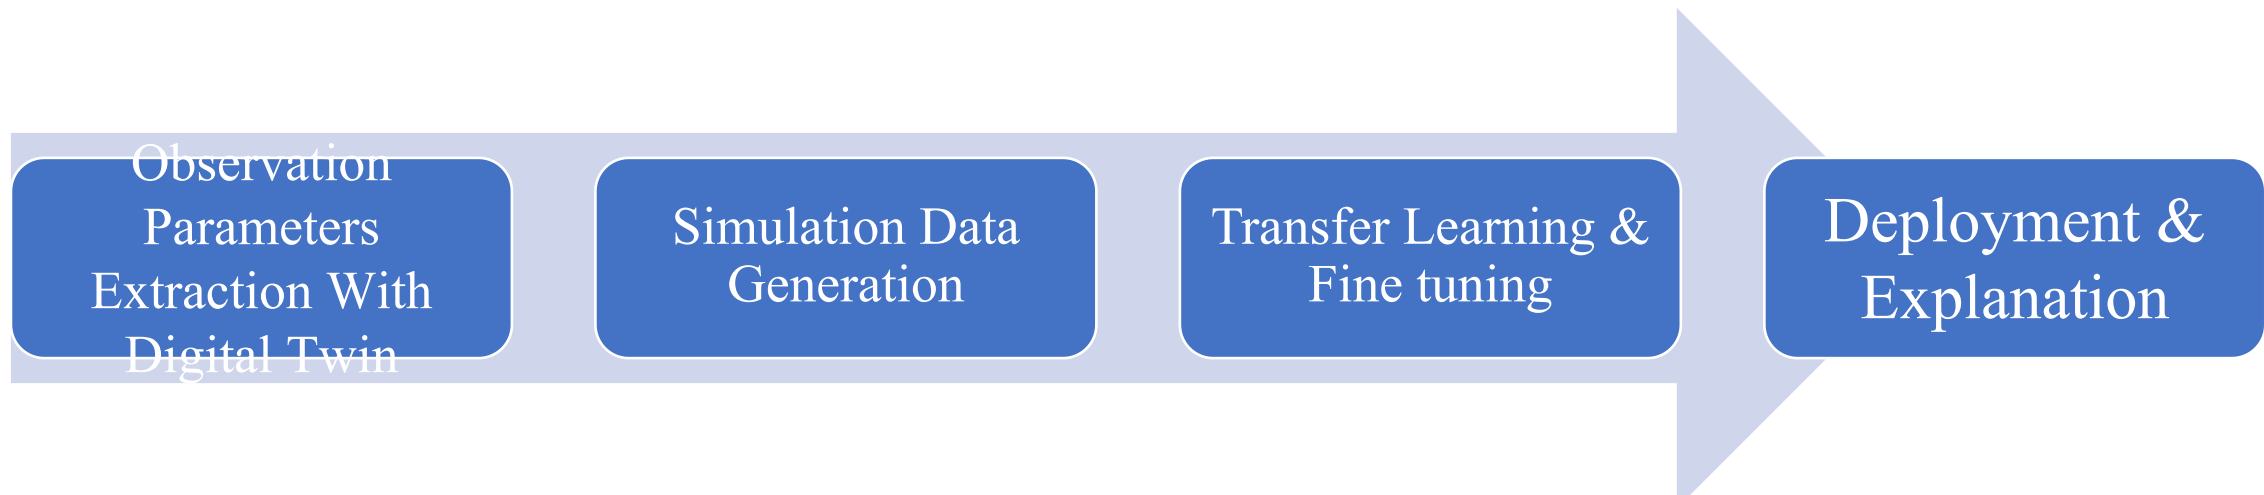 Observation
Parameters
Extraction With
Digital Twin
Simulation Data
Generation
Transfer Learning &
Fine tuning
Deployment &
Explanation